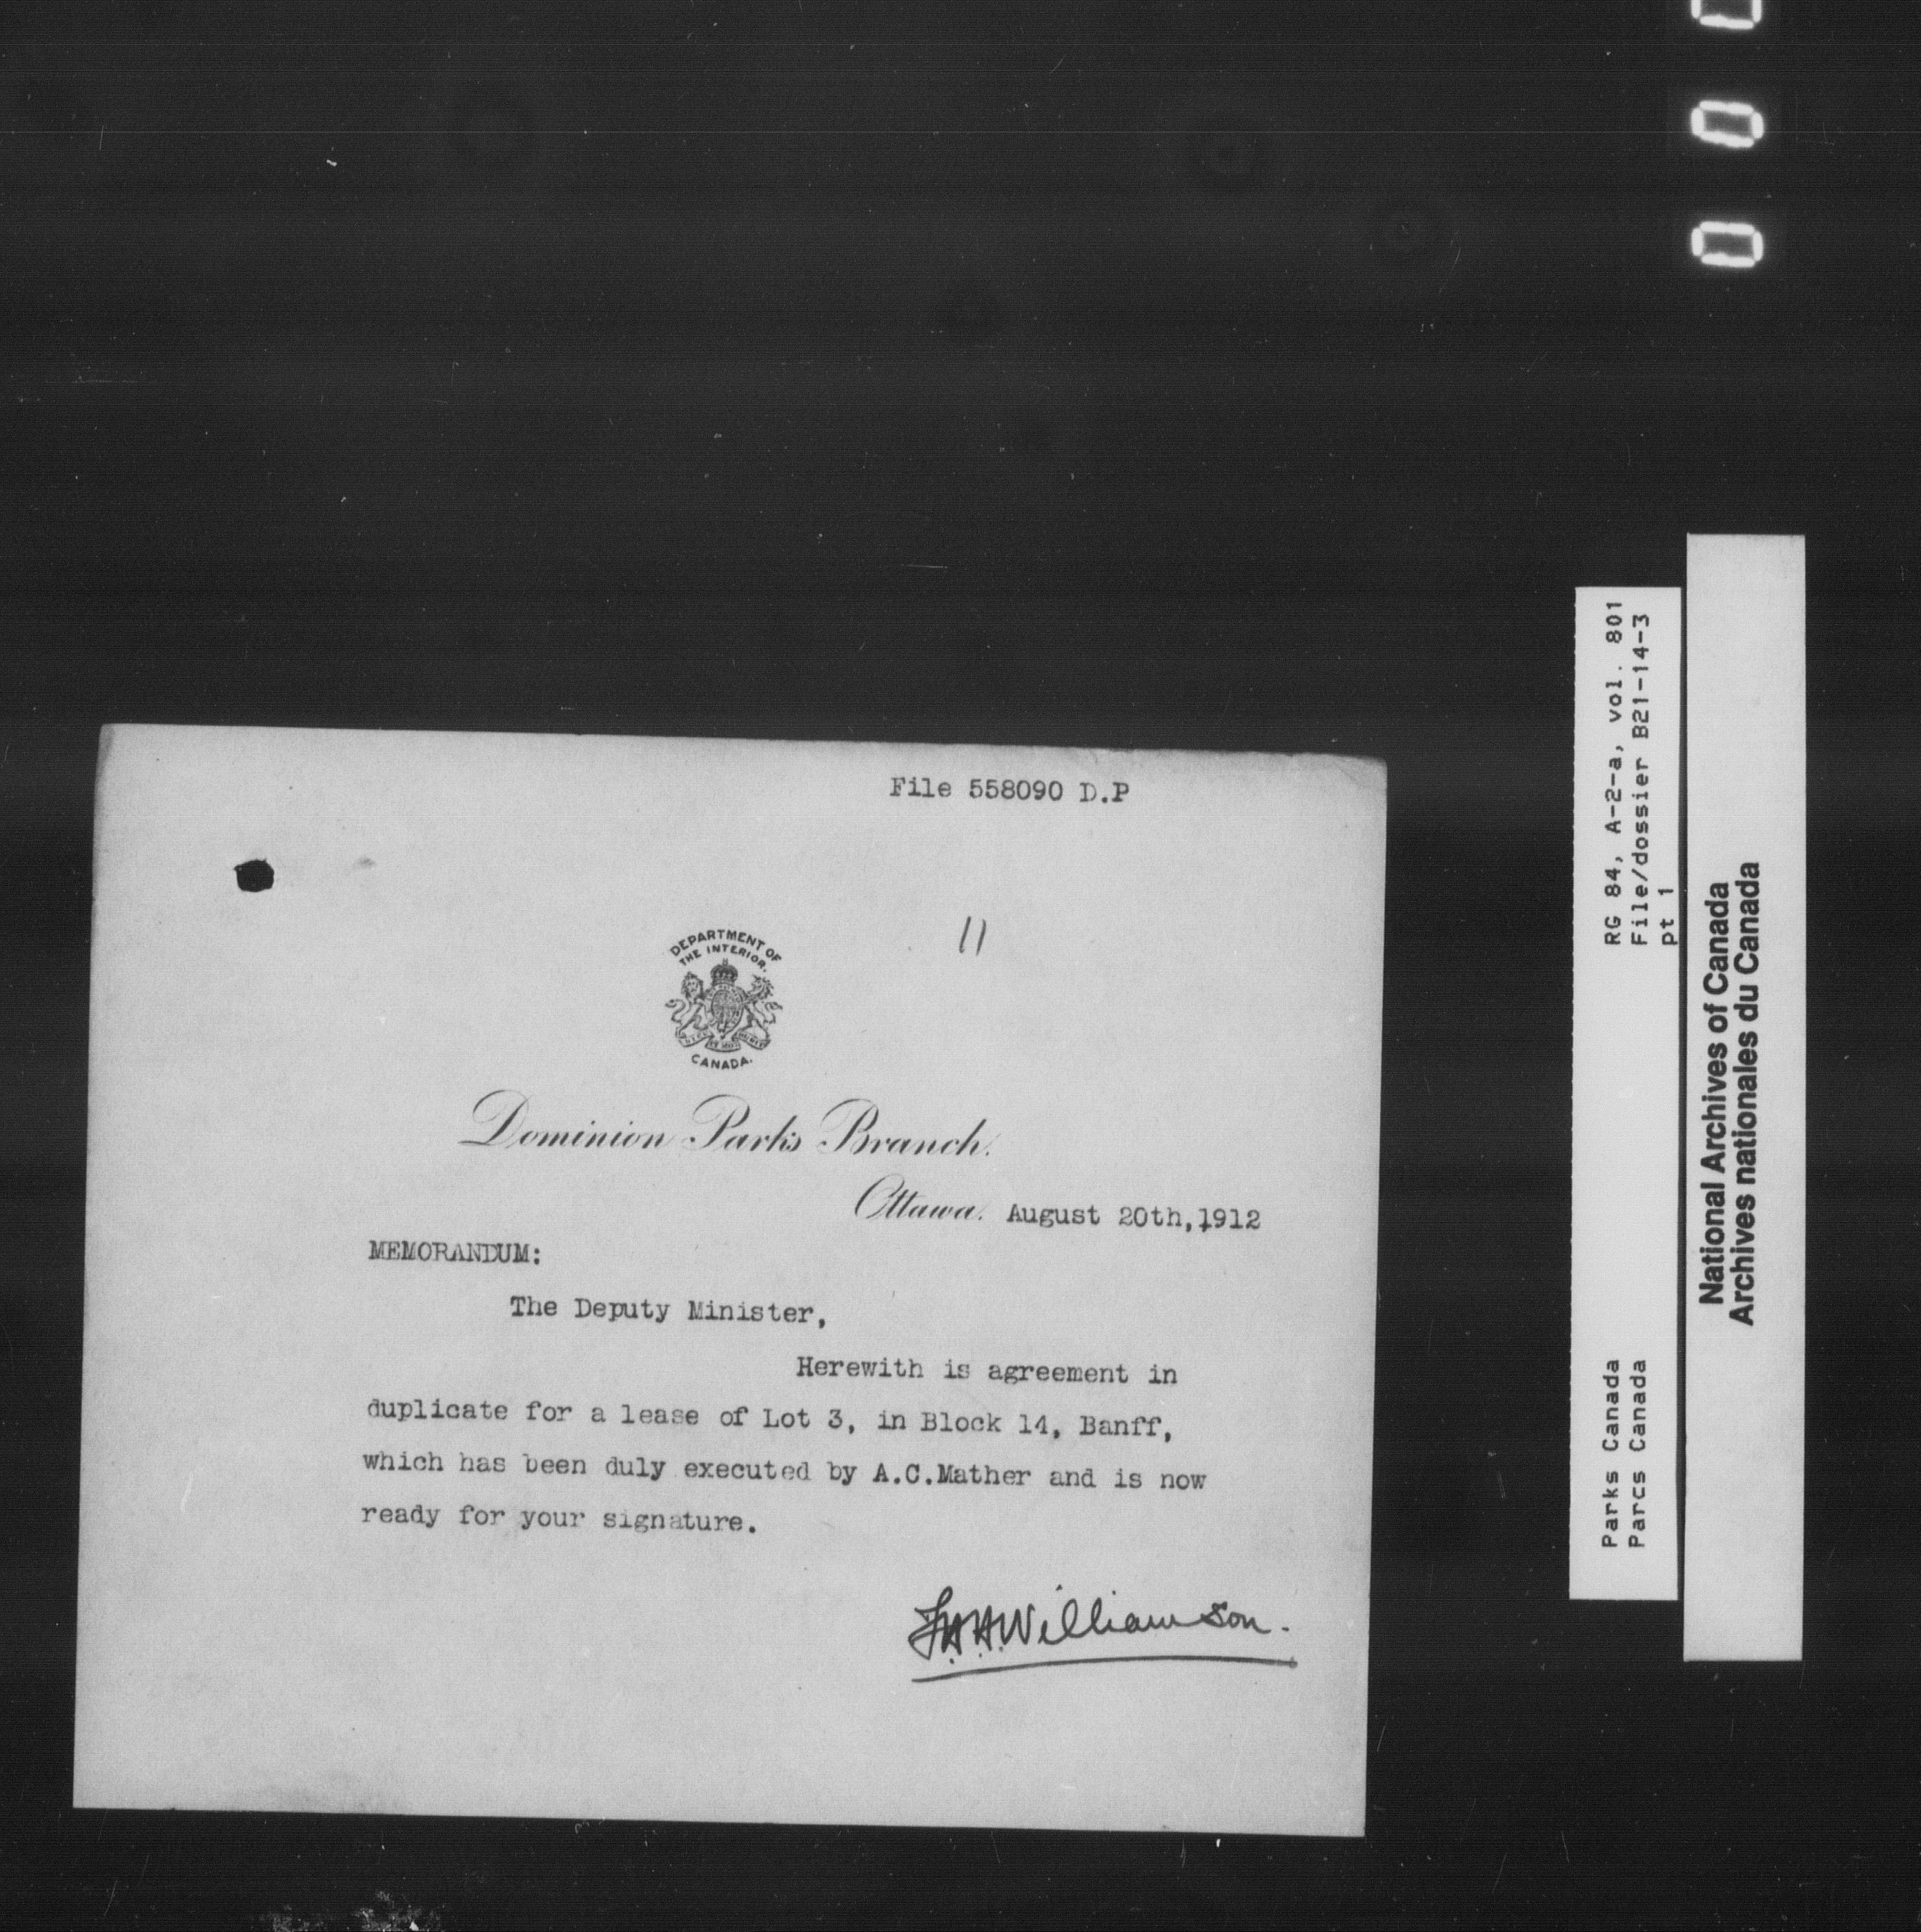 File 558090 D.P
11
DEPARTMENT OF
THE INTERIOR.
CANADA.
Dominion Parks Branch.
Ottawa. August 20th, 1912
MEMORANDUM:
The Deputy Minister,
Herewith is agreement in
duplicate for a lease of Lot 3, in Block 14, Banff,
which has been duly executed by A.C.Mather and is now
ready for your signature.
F.H.H.Williamson.
RG 84, A-2-a, vol. 801
File/dossier B21-14-3
pt 1
Parks Canada
Parcs Canada
National Archives of Canada
Archives nationales du Canada
0
0